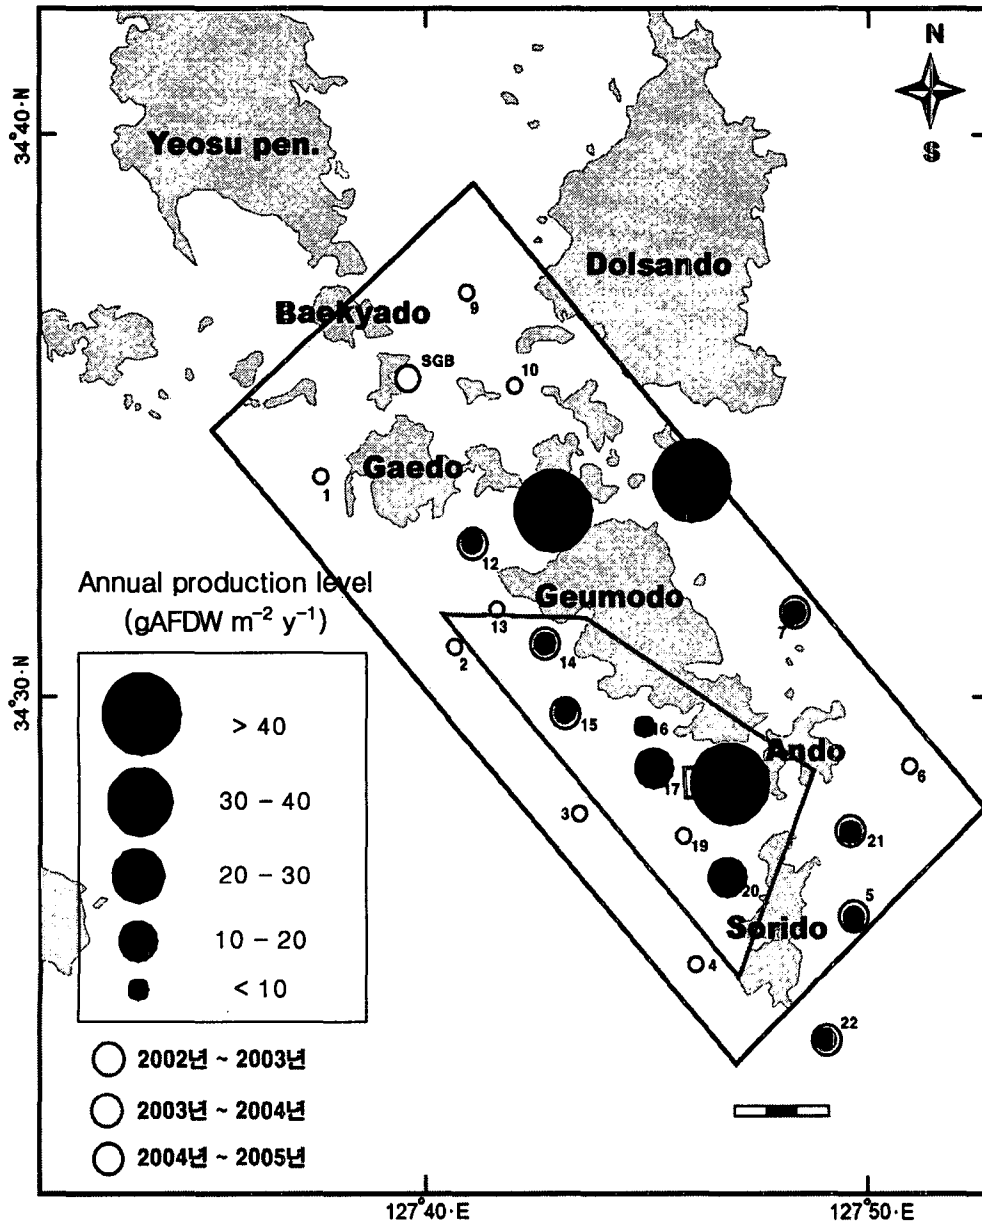 N
S
34°40·N
Yeosu pen.
Dolsando
Baekyado
9
SGB
10
Gaedo
1
12
Annual production level
(gAFDW m⁻² y⁻¹)
Geumodo
7
13
2
14
34°30·N
15
16
> 40
Ando
6
17
30 – 40
3
19
21
20 – 30
20
5
Sorido
10 – 20
4
< 10
22
2002년 ~ 2003년
2003년 ~ 2004년
2004년 ~ 2005년
127°40·E
127°50·E